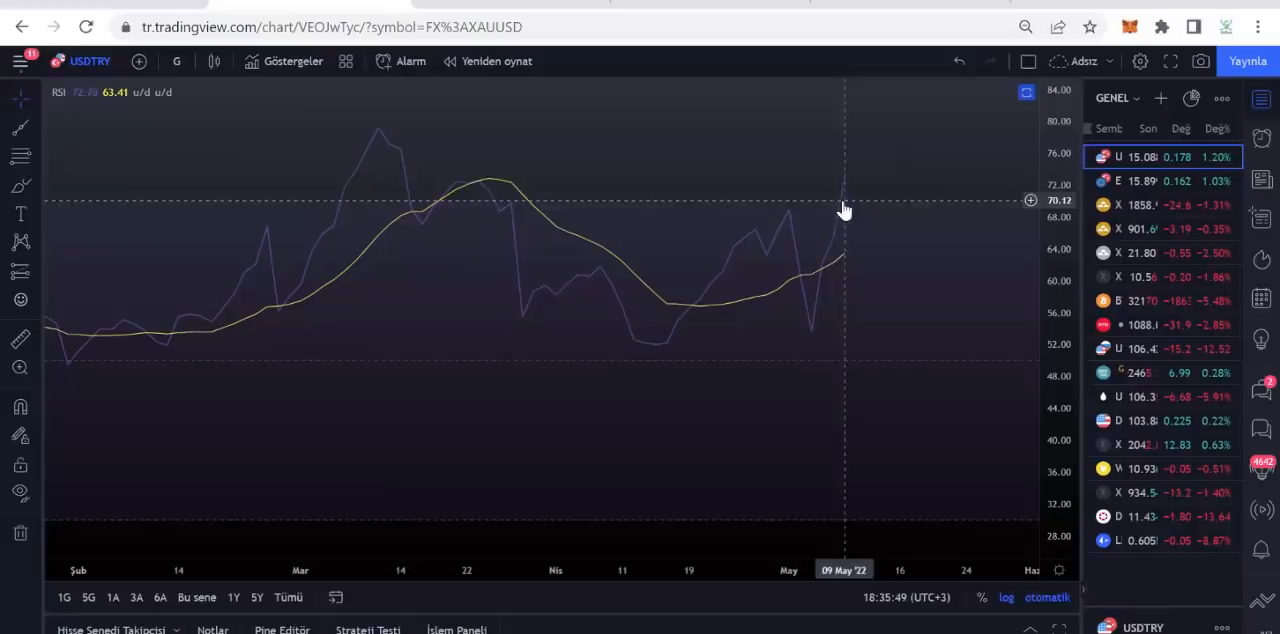 tr.tradingview.com/chart/VEOJwTyc/?symbol=FX%3AXAUUSD
11
USDTRY G Göstergeler Alarm Yeniden oynat Adsız Yayınla
RSI 72.78 63.41 u/d u/d
84.00
80.00
76.00
72.00
70.12
68.00
64.00
60.00
56.00
52.00
48.00
44.00
40.00
36.00
32.00
28.00
Şub 14 Mar 14 22 Nis 11 19 May 09 May '22 16 24 Haz
1G 5G 1A 3A 6A Bu sene 1Y 5Y Tümü 18:35:49 (UTC+3) % log otomatik
Hisse Senedi Takipçisi Notlar Pine Editör Strateji Testi İşlem Paneli
GENEL
Semb Son Değ Değ%
U 15.08 0.178 1.20%
E 15.89 0.162 1.03%
X 1858. −24.6 −1.31%
X 901.6 −3.19 −0.35%
X 21.80 −0.55 −2.50%
X 10.56 −0.20 −1.86%
B 32170 −1863 −5.48%
1088. −31.9 −2.85%
U 106.4 −15.2 −12.52
G 2465 6.99 0.28%
U 106.3 −6.68 −5.91%
D 103.8 0.225 0.22%
X 2042. 12.83 0.63%
10.93 −0.05 −0.51%
X 934.5 −13.2 −1.40%
D 11.43 −1.80 −13.64
L 0.605 −0.05 −8.87%
USDTRY
2
4642